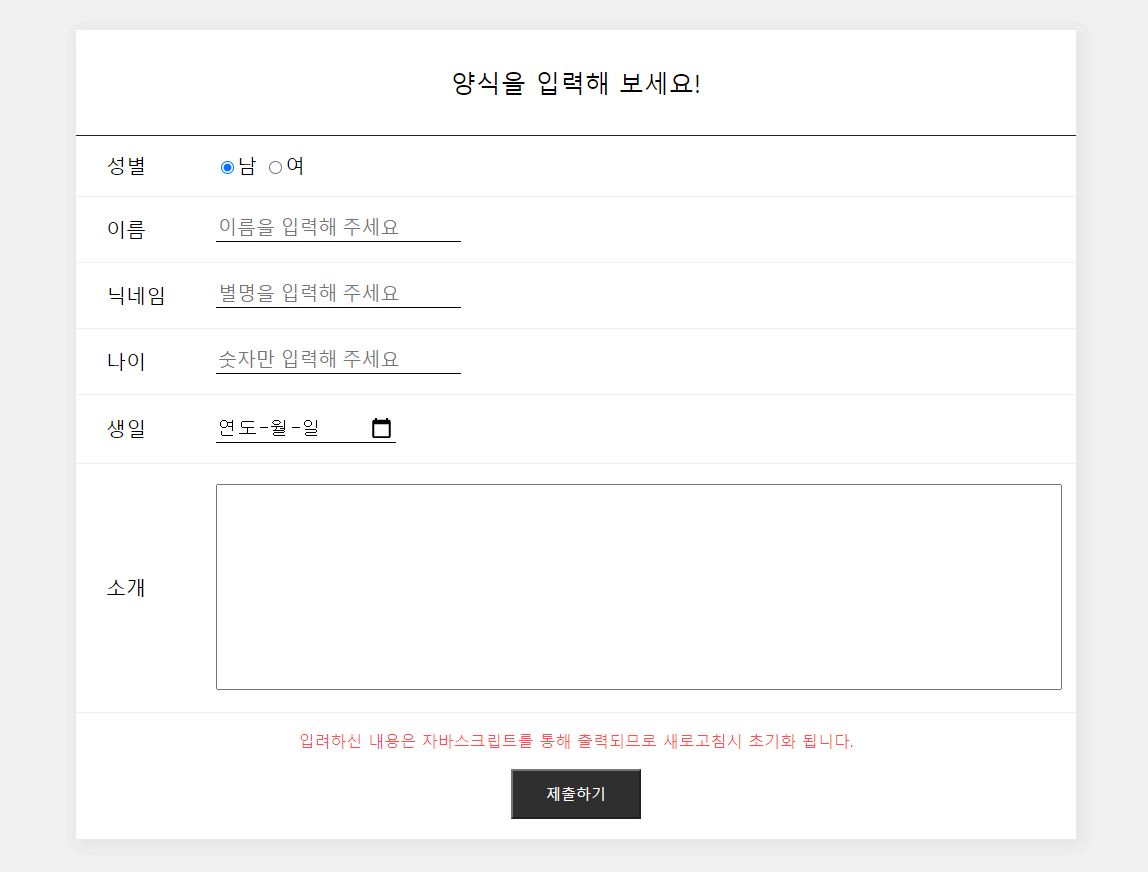 양식을 입력해 보세요!
성별 남 여
이름 이름을 입력해 주세요
닉네임 별명을 입력해 주세요
나이 숫자만 입력해 주세요
생일 연도-월-일
소개
입려하신 내용은 자바스크립트를 통해 출력되므로 새로고침시 초기화 됩니다.
제출하기